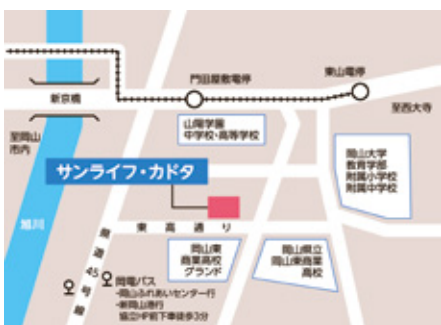 東山電停
門田屋敷電停
新京橋
至西大寺
山陽学園
中学校・高等学校
至岡山
市内
岡山大学
教育学部
附属小学校
附属中学校
サンライフ・カドタ
旭川
県道45号線
東高通り
岡山東
商業高校
グランド
岡山県立
岡山東商業
高校
岡電バス
・岡山ふれあいセンター行
・新岡山港行
協立HP前下車徒歩3分